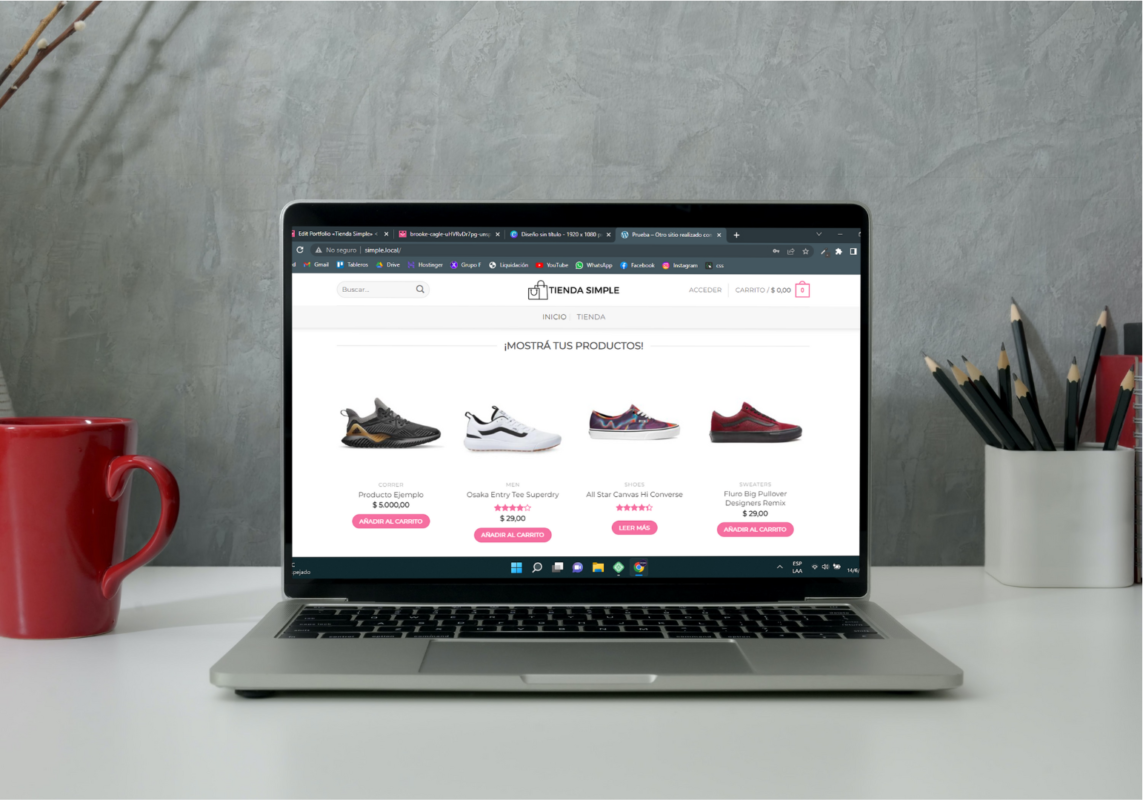 Edit Portfolio «Tienda Simple» <
brooke-cagle-uHVRvDr7pg-unsp
Diseño sin título - 1920 x 1080 p
Prueba – Otro sitio realizado con
No seguro | simple.local/
Gmail Tableros Drive Hostinger Grupo F Liquidación YouTube WhatsApp Facebook Instagram css
Buscar...
TIENDA SIMPLE
ACCEDER
CARRITO / $ 0,00
0
INICIO TIENDA
¡MOSTRÁ TUS PRODUCTOS!
CORRER
Producto Ejemplo
$ 5.000,00
AÑADIR AL CARRITO
MEN
Osaka Entry Tee Superdry
$ 29,00
AÑADIR AL CARRITO
SHOES
All Star Canvas Hi Converse
LEER MÁS
SWEATERS
Fluro Big Pullover
Designers Remix
$ 29,00
AÑADIR AL CARRITO
pejado
ESP
LAA
14/6/